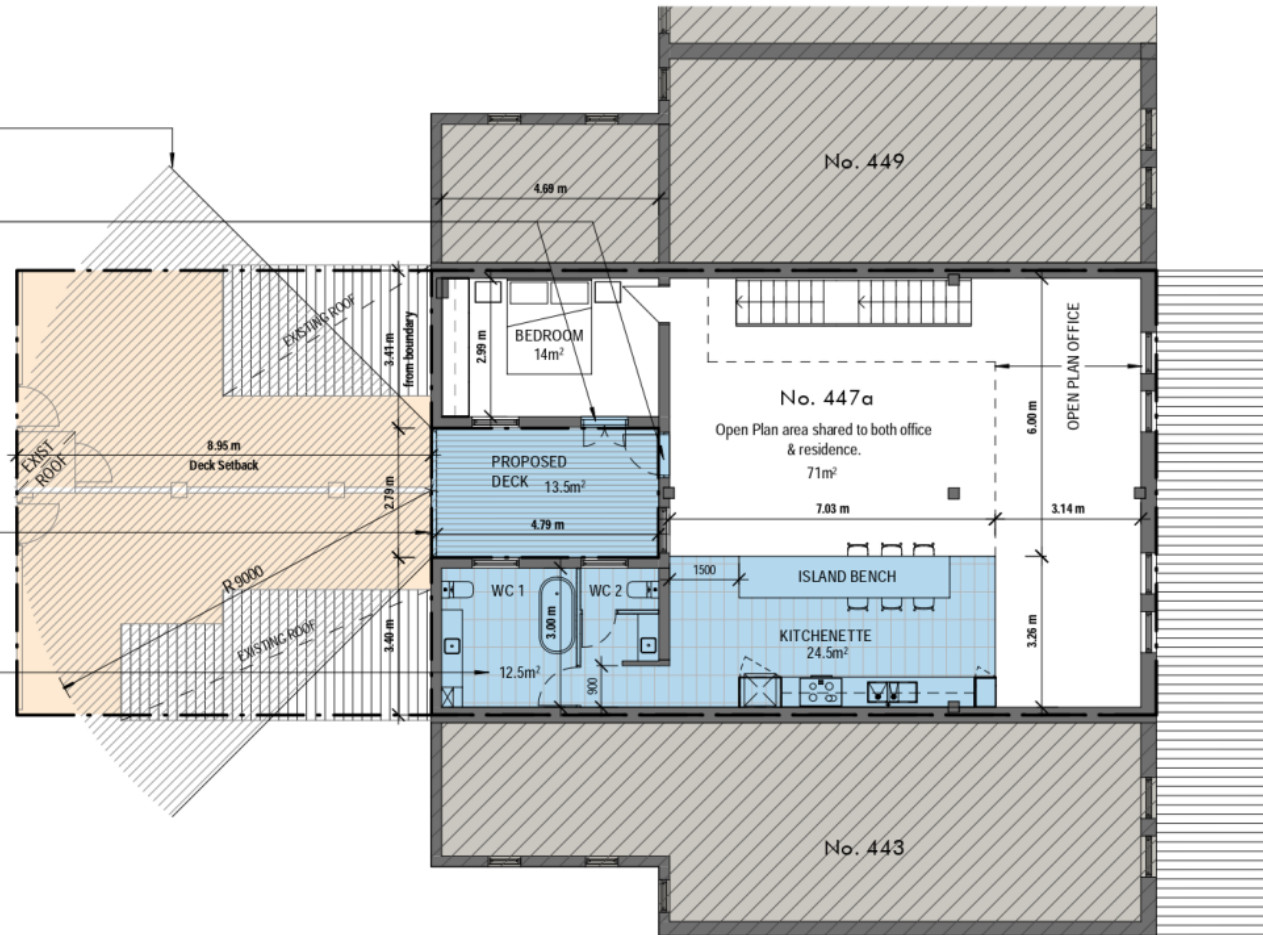 No. 449
4.69 m
EXISTING ROOF
3.41 m
from boundary
2.99 m
BEDROOM
14m²
OPEN PLAN OFFICE
No. 447a
Open Plan area shared to both office
& residence.
71m²
6.00 m
8.95 m
Deck Setback
EXIST
ROOF
2.79 m
PROPOSED
DECK 13.5m²
4.79 m
7.03 m
3.14 m
R 9000
WC 1
3.00 m
WC 2
1500
ISLAND BENCH
EXISTING ROOF
3.40 m
KITCHENETTE
24.5m²
3.26 m
12.5m²
900
No. 443